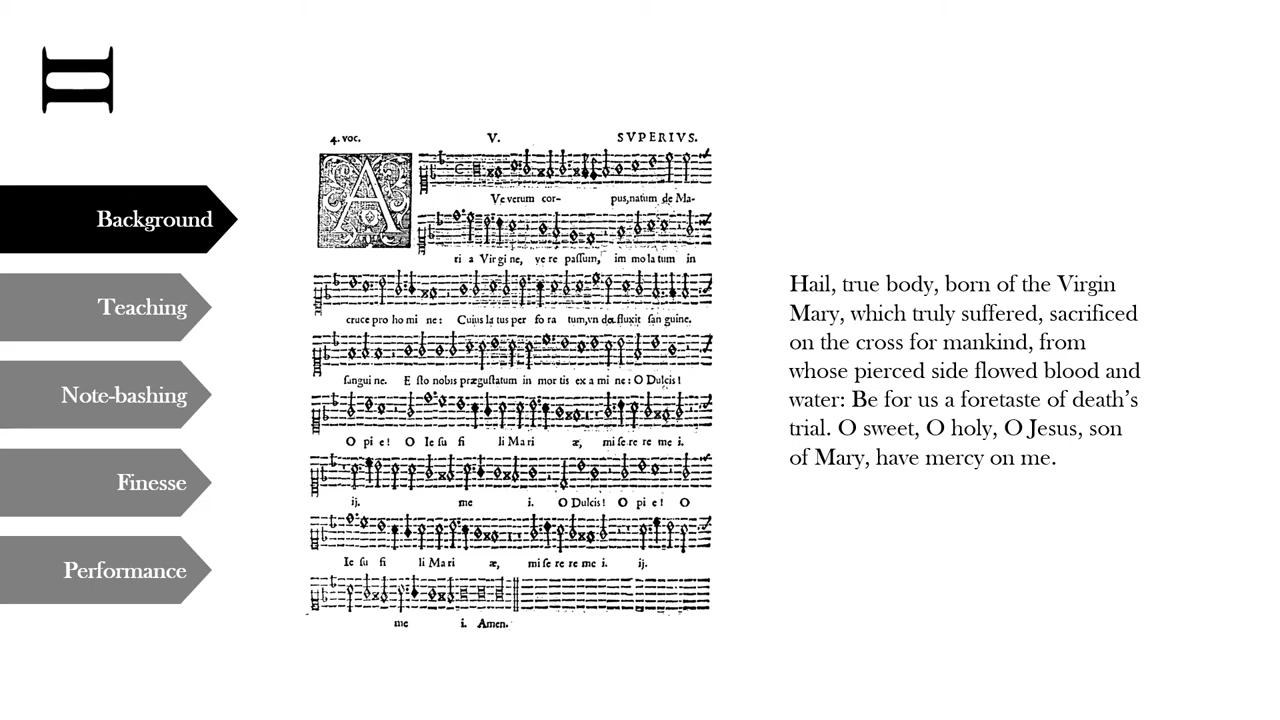 Background
Teaching
Note-bashing
Finesse
Performance
4. voc. V. SVPERIVS.
A
Ve verum cor- pus,natum de Ma-
ri a Vir gi ne, ve re passum, im mo la tum in
cruce pro ho mi ne: Cuius la tus per fo ra tum,
san guine.
sangui ne. E sto nobis prægustatum in mor tis ex a mi ne: O Dulcis!
O pi e! O Ie su fi li Ma ri æ, mi se re re me i.
ij. me i. O Dulcis! O pi e! O
Ie su fi li Ma ri æ, mi se re re me i. ij.
me i. Amen.
Hail, true body, born of the Virgin
Mary, which truly suffered, sacrificed
on the cross for mankind, from
whose pierced side flowed blood and
water: Be for us a foretaste of death's
trial. O sweet, O holy, O Jesus, son
of Mary, have mercy on me.